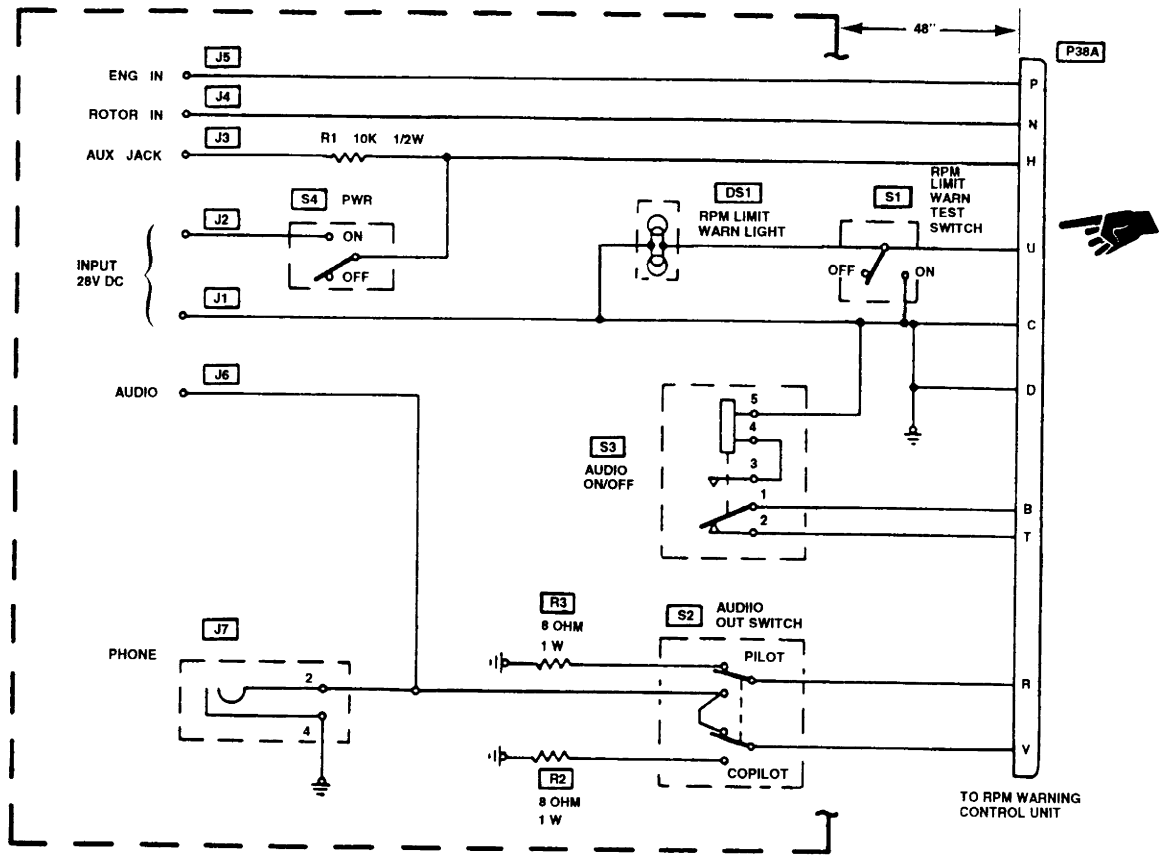 48"
P38A
J5
ENG IN
P
J4
ROTOR IN
N
J3
AUX JACK
R1 10K 1/2W
H
S4 PWR
DS1
RPM LIMIT
WARN LIGHT
S1
RPM
LIMIT
WARN
TEST
SWITCH
J2
ON
OFF
INPUT
28V DC
OFF
ON
U
J1
C
J6
AUDIO
D
S3
AUDIO
ON/OFF
5
4
3
1
2
B
T
R3
8 OHM
1 W
S2
AUDIIO
OUT SWITCH
J7
PHONE
2
4
PILOT
R
V
COPILOT
R2
8 OHM
1 W
TO RPM WARNING
CONTROL UNIT